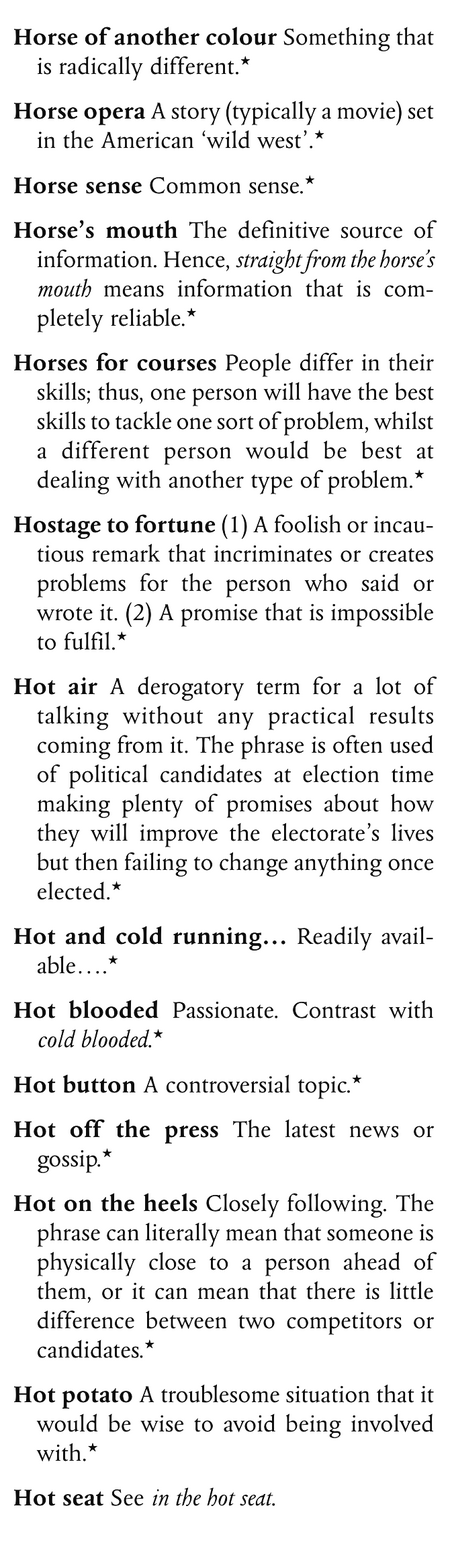 Horse of another colour Something that
is radically different.★
Horse opera A story (typically a movie) set
in the American ‘wild west’.★
Horse sense Common sense.★
Horse’s mouth The definitive source of
information. Hence, straight from the horse’s
mouth means information that is com-
pletely reliable.★
Horses for courses People differ in their
skills; thus, one person will have the best
skills to tackle one sort of problem, whilst
a different person would be best at
dealing with another type of problem.★
Hostage to fortune (1) A foolish or incau-
tious remark that incriminates or creates
problems for the person who said or
wrote it. (2) A promise that is impossible
to fulfil.★
Hot air A derogatory term for a lot of
talking without any practical results
coming from it. The phrase is often used
of political candidates at election time
making plenty of promises about how
they will improve the electorate’s lives
but then failing to change anything once
elected.★
Hot and cold running… Readily avail-
able….★
Hot blooded Passionate. Contrast with
cold blooded.★
Hot button A controversial topic.★
Hot off the press The latest news or
gossip.★
Hot on the heels Closely following. The
phrase can literally mean that someone is
physically close to a person ahead of
them, or it can mean that there is little
difference between two competitors or
candidates.★
Hot potato A troublesome situation that it
would be wise to avoid being involved
with.★
Hot seat See in the hot seat.